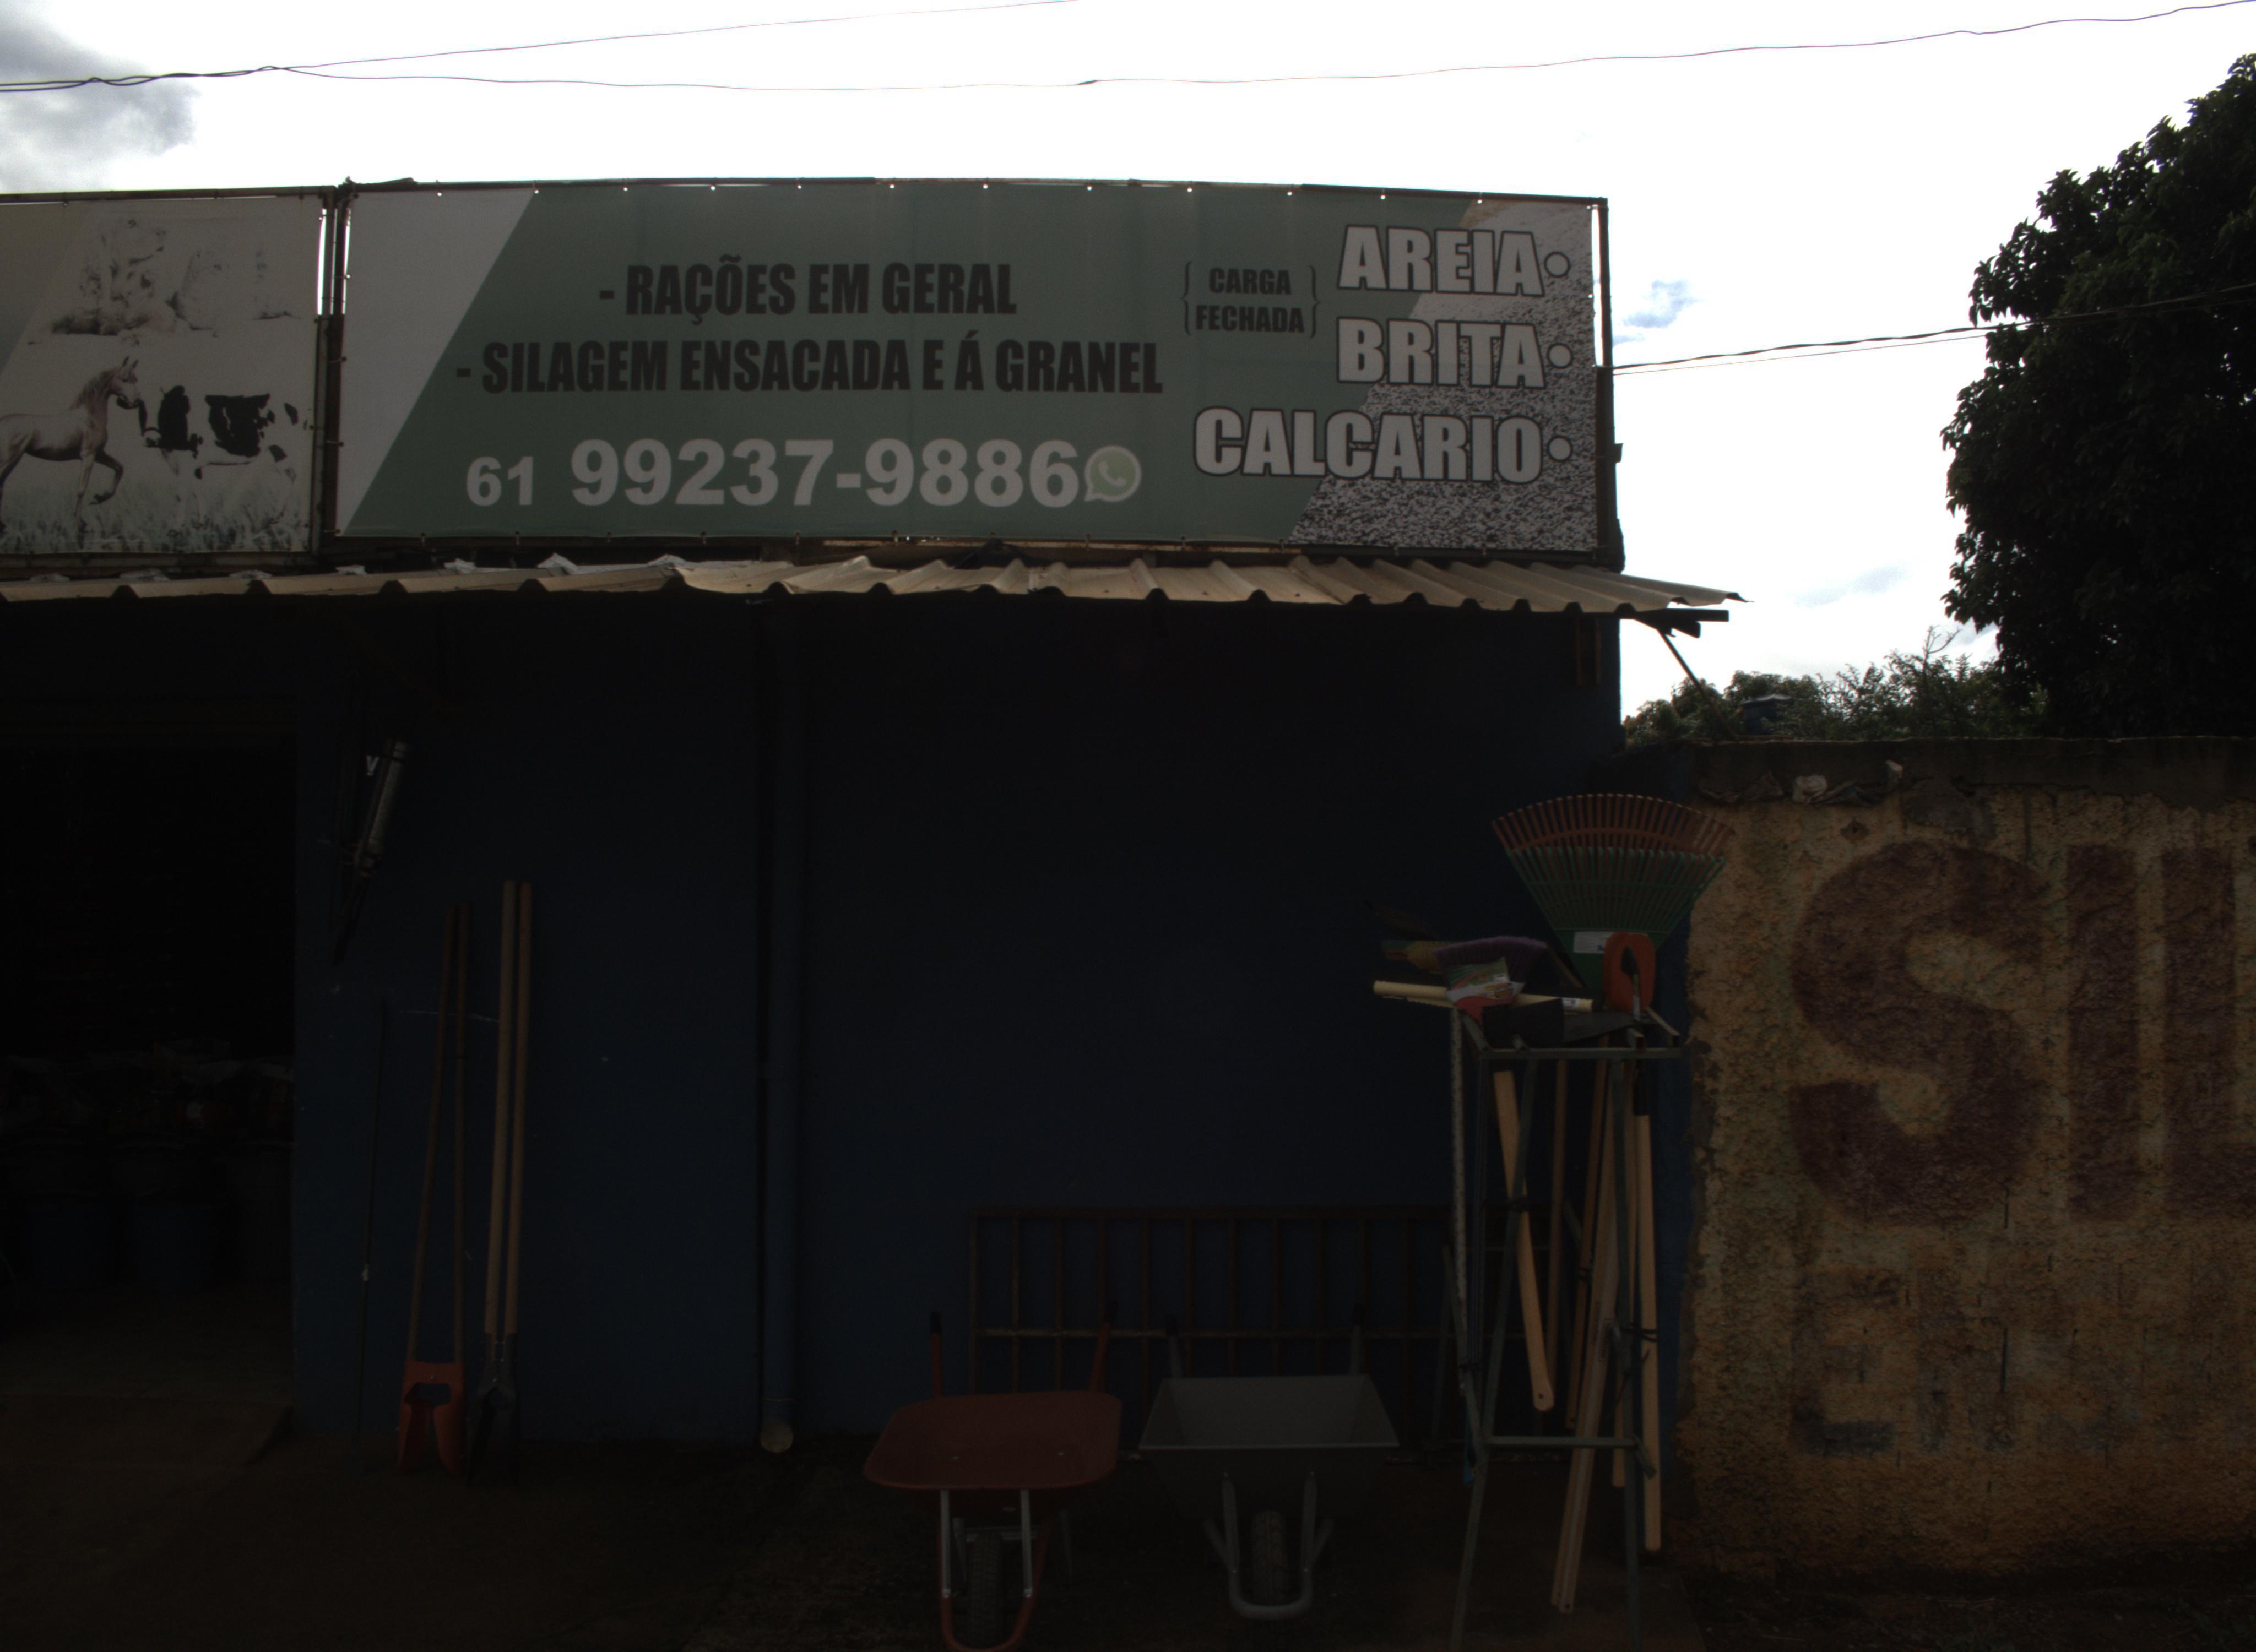 - RAÇÕES EM GERAL
- SILAGEM ENSACADA E Á GRANEL
61 99237-9886
CARGA
FECHADA
AREIA•
BRITA•
CALCARIO•